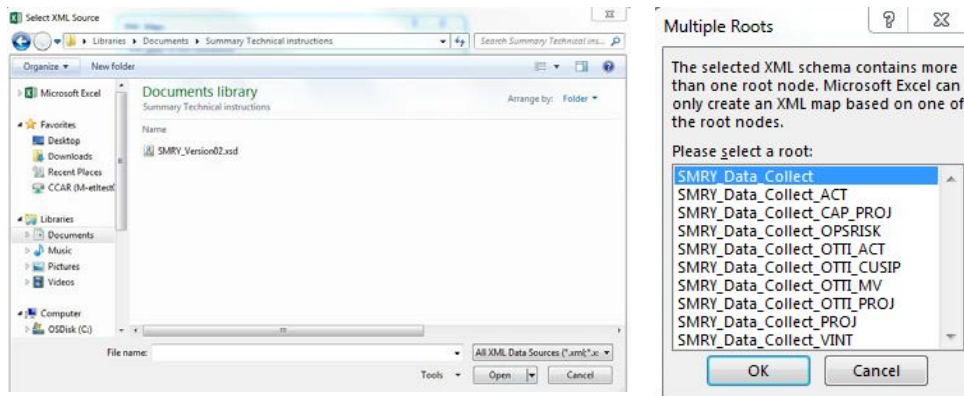 Select XML Source
Libraries ▸ Documents ▸ Summary Technical instructions
Search Summary Technical ins...
Organize
New folder
Microsoft Excel
Favorites
Desktop
Downloads
Recent Places
CCAR (M-etltest(
Libraries
Documents
Music
Pictures
Videos
Computer
OSDisk (C:)
Documents library
Summary Technical instructions
Arrange by: Folder
Name
SMRY_Version02.xsd
File name:
All XML Data Sources (*.xml;*.x
Tools
Open
Cancel
Multiple Roots
The selected XML schema contains more
than one root node. Microsoft Excel can
only create an XML map based on one of
the root nodes.
Please select a root:
SMRY_Data_Collect
SMRY_Data_Collect_ACT
SMRY_Data_Collect_CAP_PROJ
SMRY_Data_Collect_OPSRISK
SMRY_Data_Collect_OTTI_ACT
SMRY_Data_Collect_OTTI_CUSIP
SMRY_Data_Collect_OTTI_MV
SMRY_Data_Collect_OTTI_PROJ
SMRY_Data_Collect_PROJ
SMRY_Data_Collect_VINT
OK
Cancel